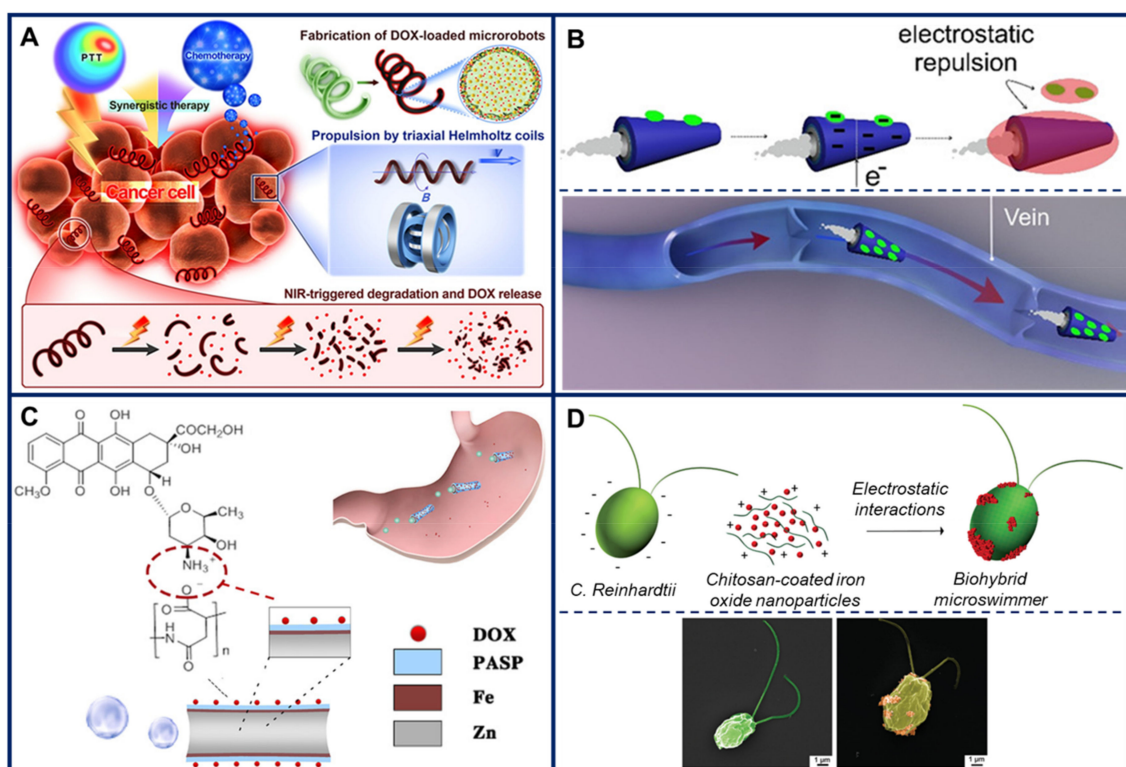 A
PTT
Chemotherapy
Synergistic therapy
Cancer cell
Fabrication of DOX-loaded microrobots
Propulsion by triaxial Helmholtz coils
V
B
NIR-triggered degradation and DOX release
B
electrostatic
repulsion
e⁻
Vein
C
O OH
COCH₂OH
OH
CH₃O O OH O
O
CH₃
OH
NH₃⁺
O⁻
O
H
N
n
O
DOX
PASP
Fe
Zn
D
Electrostatic
interactions
C. Reinhardtii
Chitosan-coated iron
oxide nanoparticles
Biohybrid
microswimmer
1 µm
1 µm